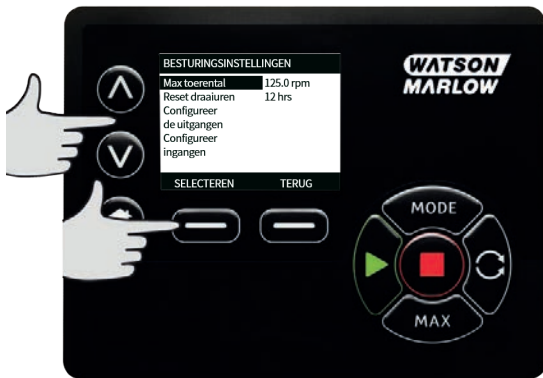 WATSON
MARLOW
BESTURINGSINSTELLINGEN
Max toerental 125.0 rpm
Reset draaiuren 12 hrs
Configureer
de uitgangen
Configureer
ingangen
SELECTEREN TERUG
MODE
MAX